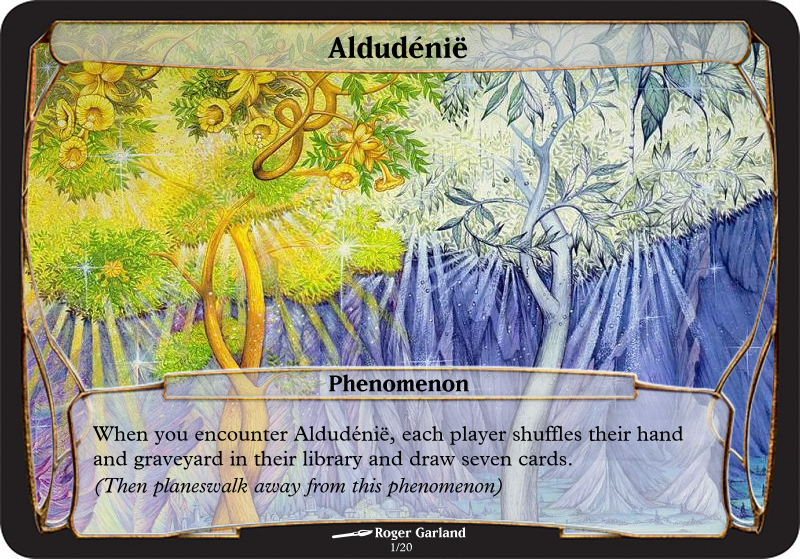 Aldudénië
Phenomenon
When you encounter Aldudénië, each player shuffles their hand
and graveyard in their library and draw seven cards.
(Then planeswalk away from this phenomenon)
Roger Garland
1/20